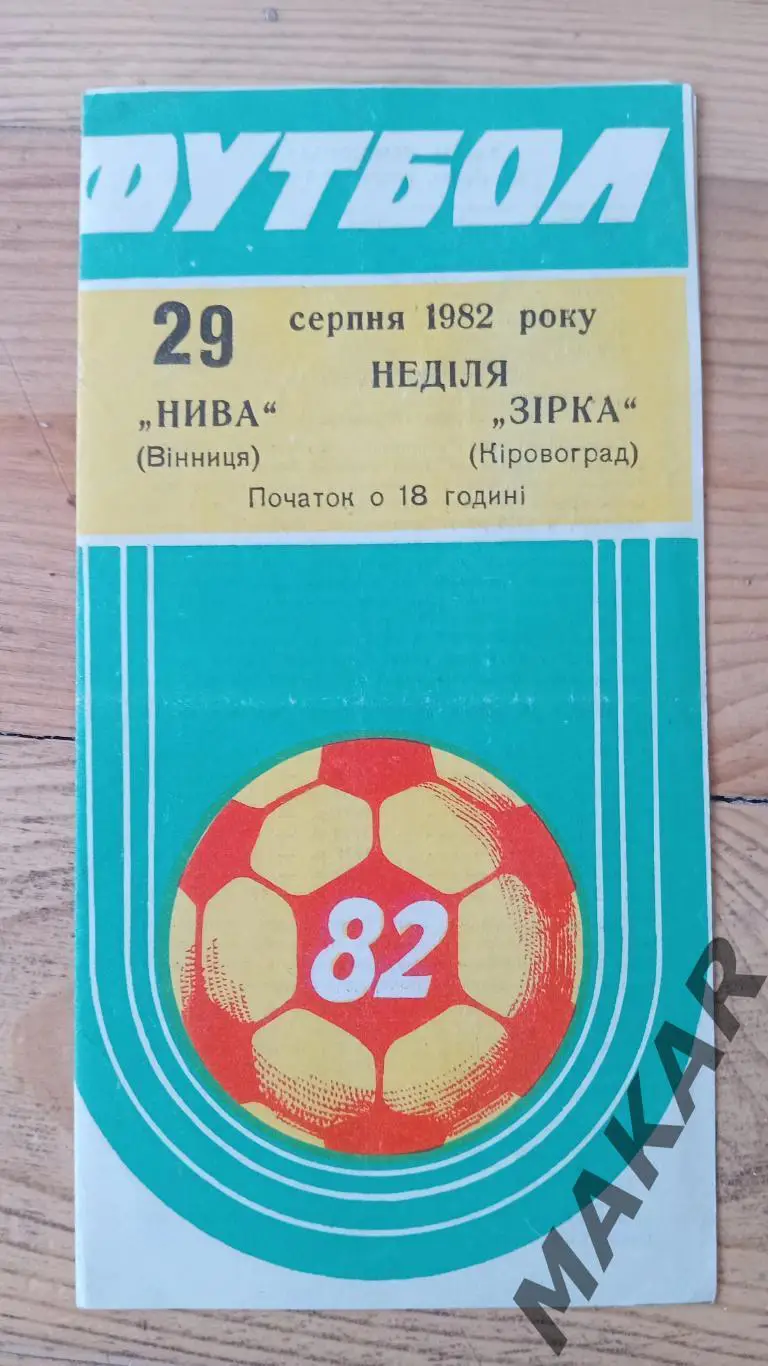 ФУТБОЛ
29 серпня 1982 року
НЕДІЛЯ
„НИВА“ „ЗІРКА“
(Вінниця) (Кіровоград)
Початок о 18 годині
82
MAKAR